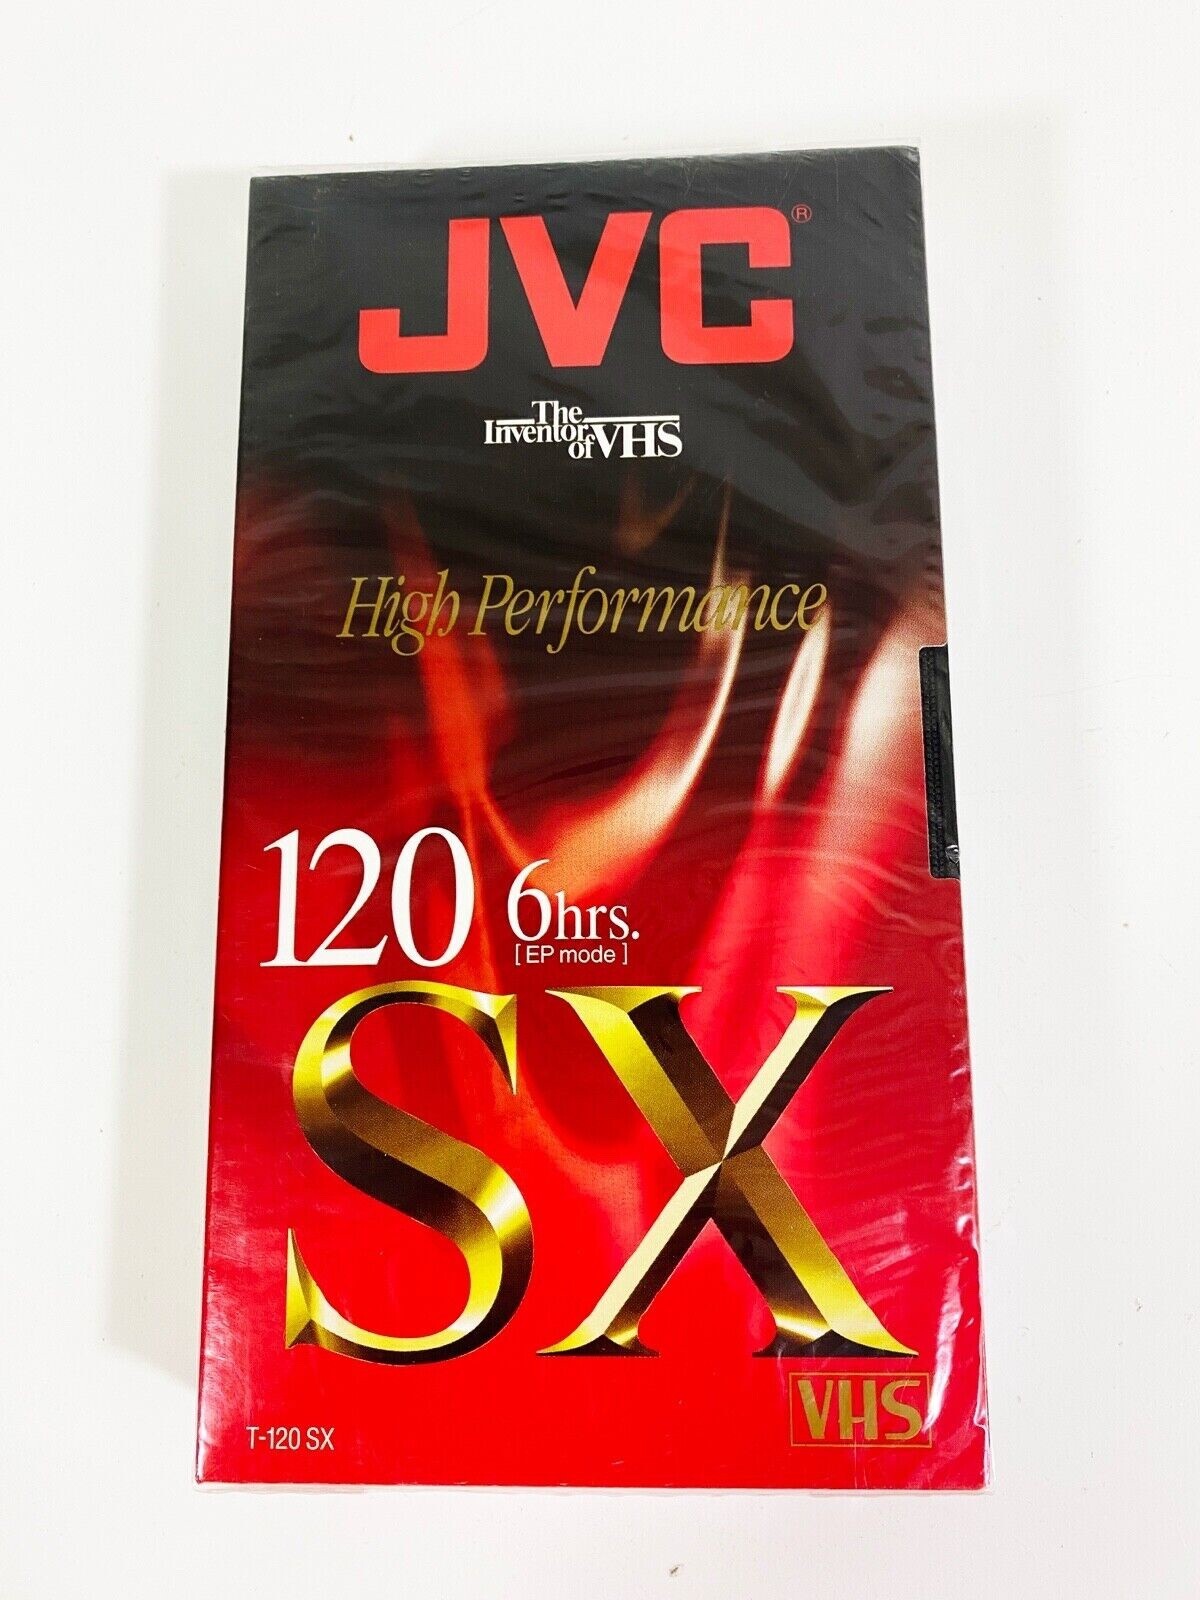 JVC®
The
Inventor of VHS
High Performance
120 6hrs.
[ EP mode ]
SX
VHS
T-120 SX